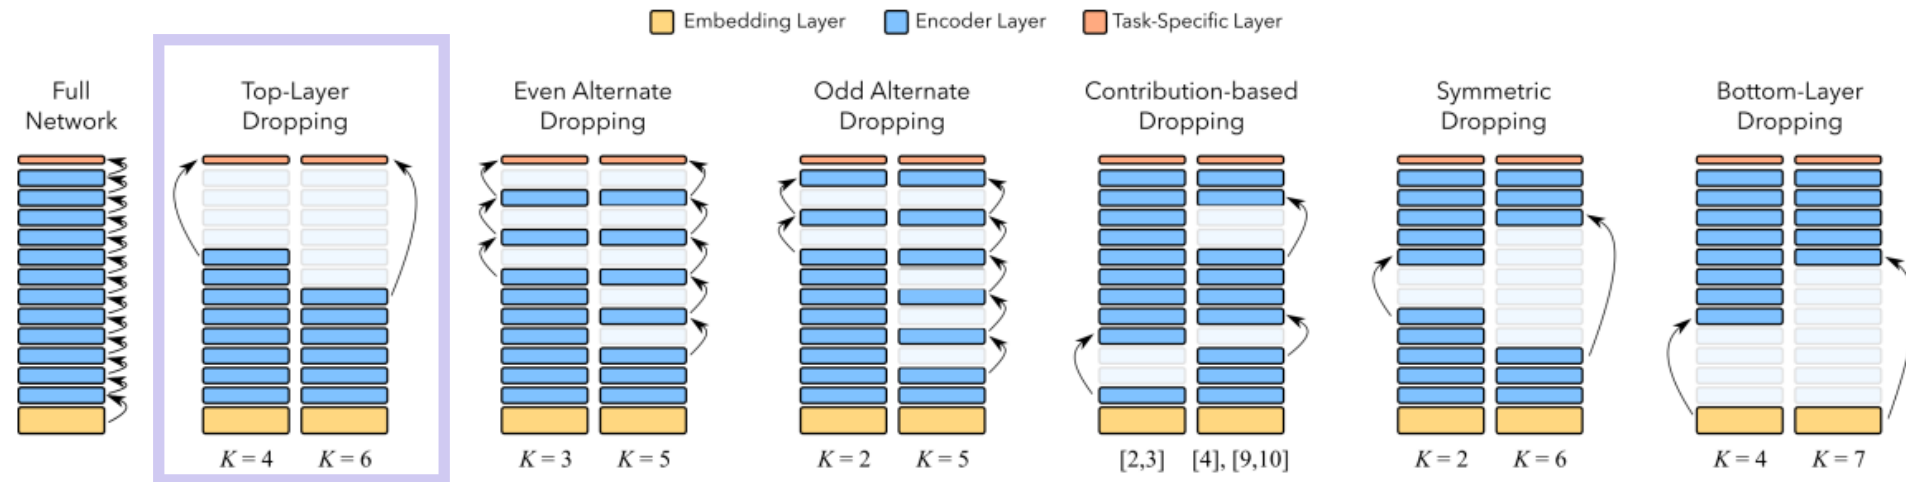 Embedding Layer
Encoder Layer
Task-Specific Layer
Full
Network
Top-Layer
Dropping
Even Alternate
Dropping
Odd Alternate
Dropping
Contribution-based
Dropping
Symmetric
Dropping
Bottom-Layer
Dropping
K = 4
K = 6
K = 3
K = 5
K = 2
K = 5
[2,3]
[4], [9,10]
K = 2
K = 6
K = 4
K = 7